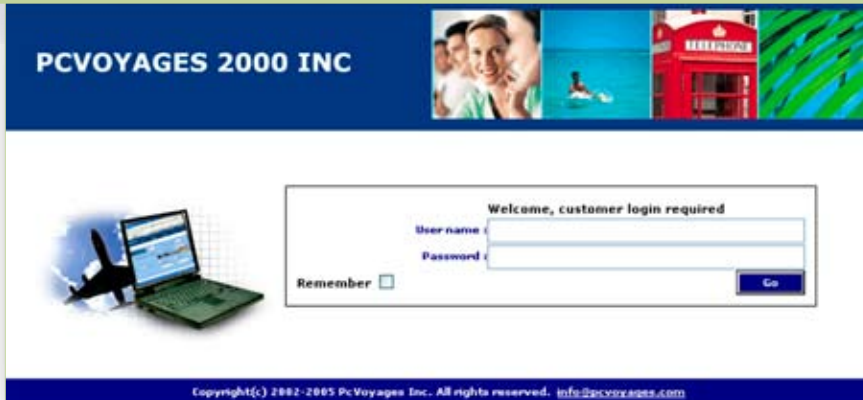 PCVOYAGES 2000 INC
TELEPHONE
Welcome, customer login required
User name :
Password :
Remember
Go
Copyright(c) 2002-2005 PcVoyages Inc. All rights reserved. info@pcvoyages.com